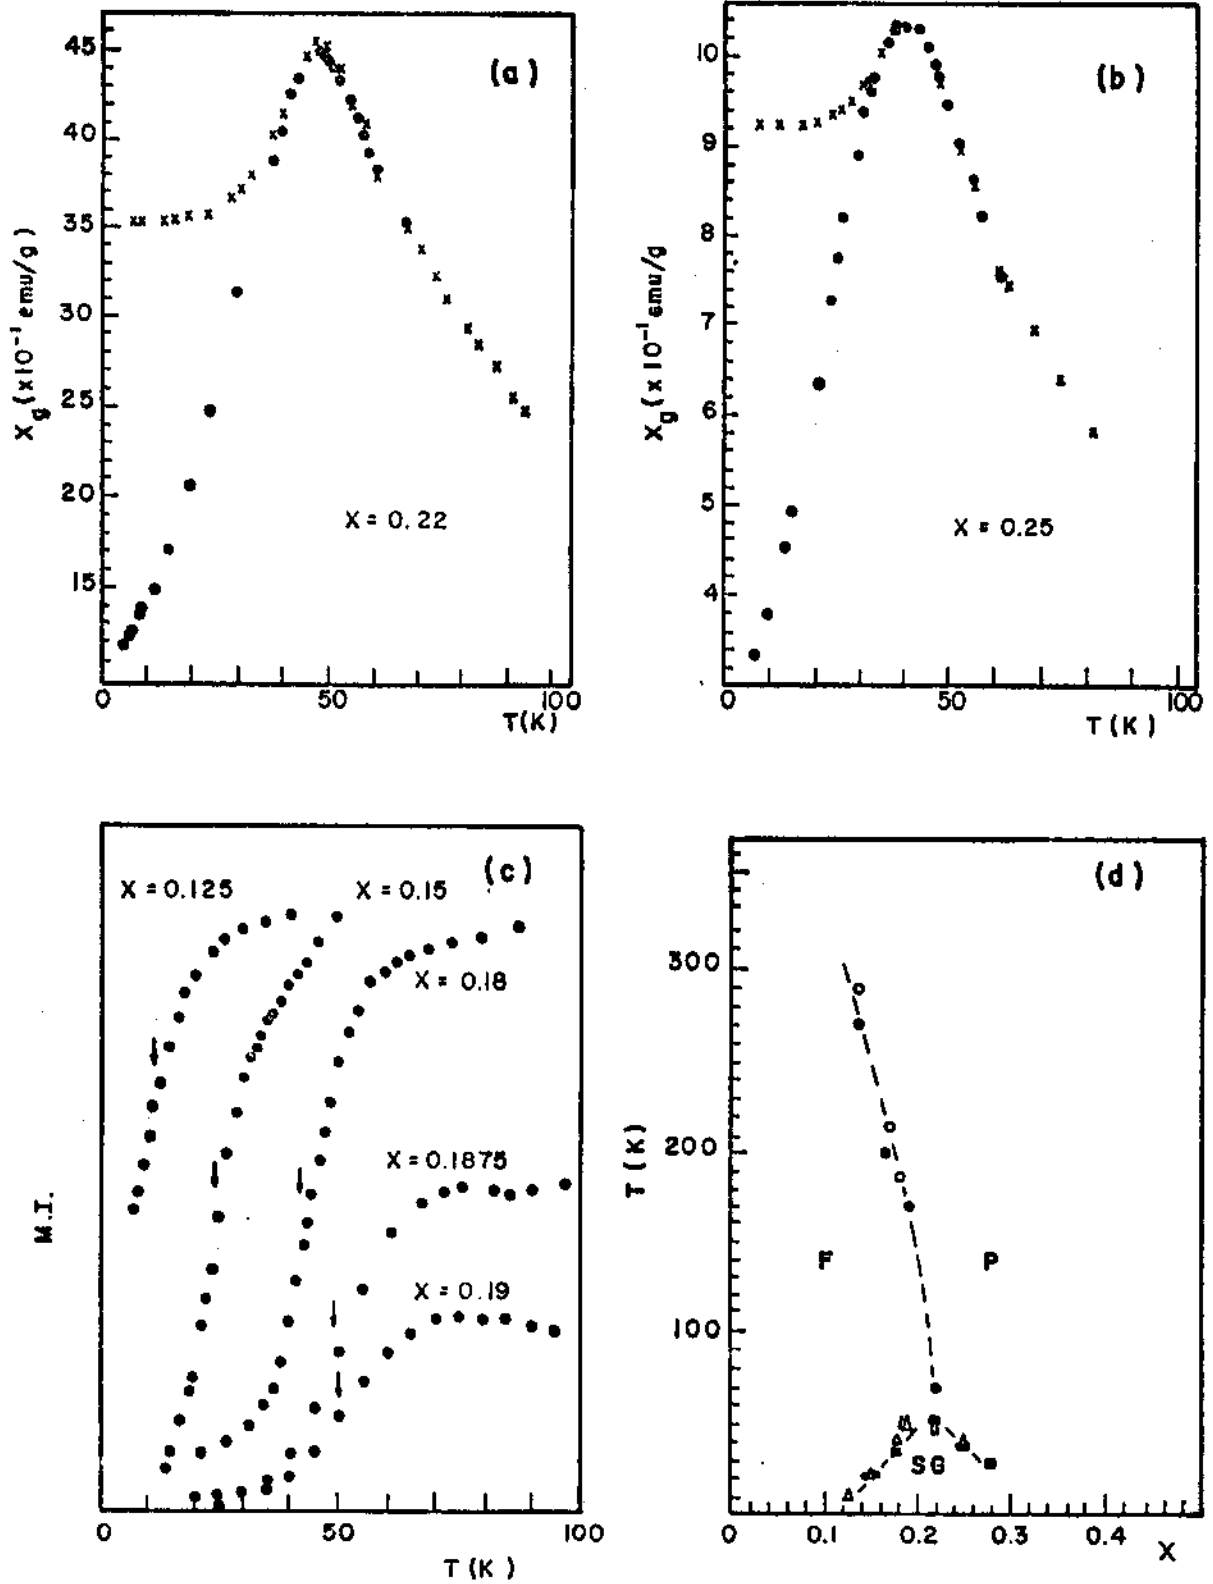 (a)
45
40
35
30
25
20
15
X_g (x10⁻¹ emu/g)
X = 0.22
0 50 100
T(K)
(b)
10
9
8
7
6
5
4
X_g (x10⁻¹ emu/g
X = 0.25
0 50 100
T (K)
(c)
X = 0.125
X = 0.15
X = 0.18
X = 0.1875
X = 0.19
M.I.
0 50 100
T (K)
(d)
300
200
100
T (K)
F
P
SG
0 0.1 0.2 0.3 0.4
X